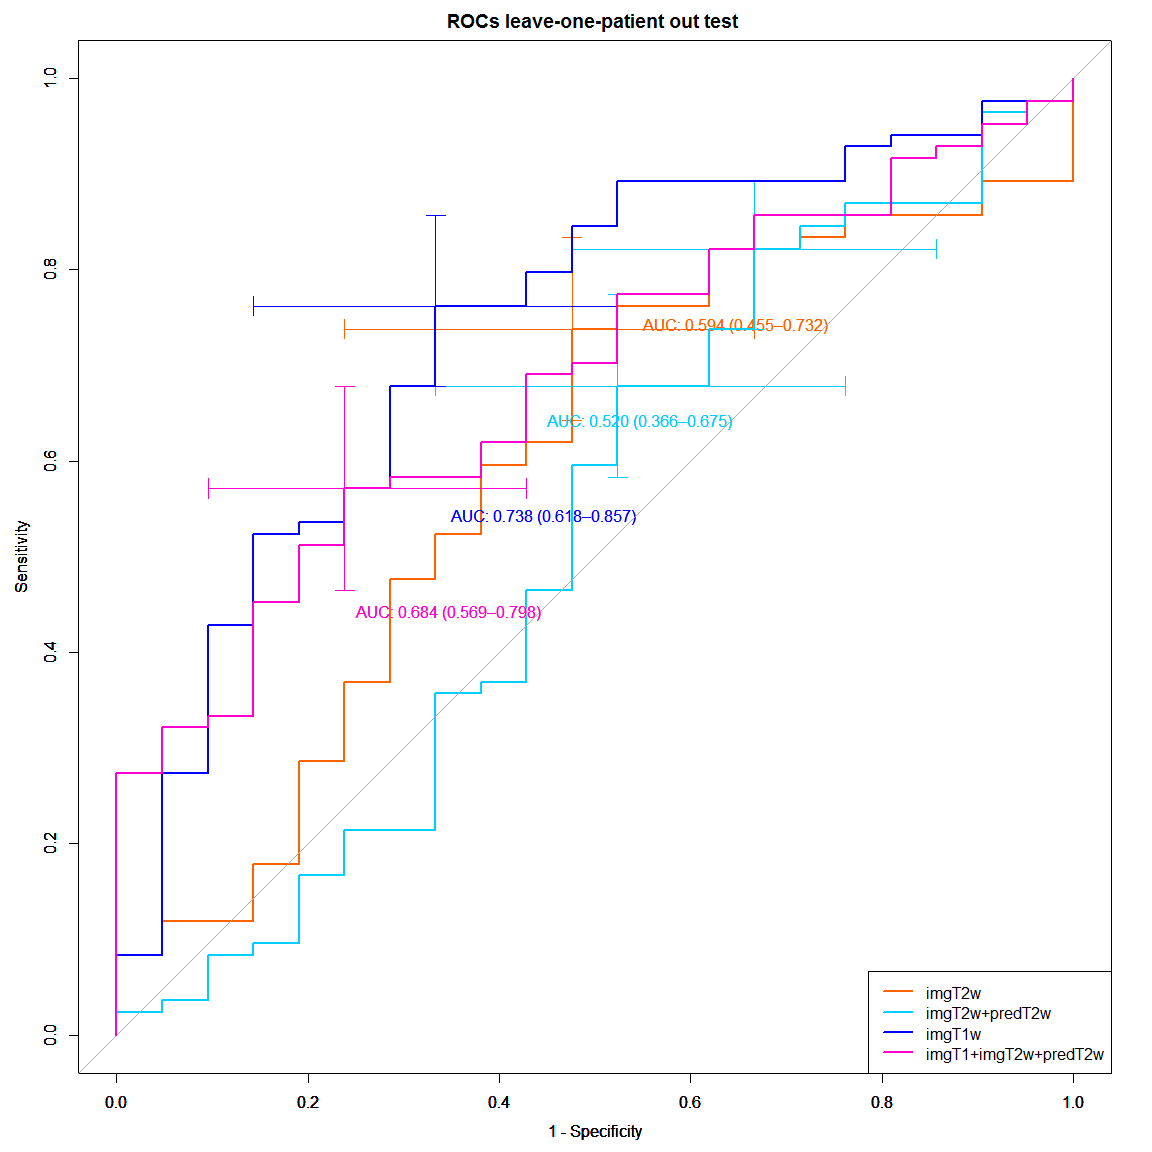 ROCs leave-one-patient out test
1.0
0.8
0.6
0.4
0.2
0.0
Sensitivity
AUC: 0.594 (0.455–0.732)
AUC: 0.520 (0.366–0.675)
AUC: 0.738 (0.618–0.857)
AUC: 0.684 (0.569–0.798)
imgT2w
imgT2w+predT2w
imgT1w
imgT1+imgT2w+predT2w
0.0 0.2 0.4 0.6 0.8 1.0
1 - Specificity